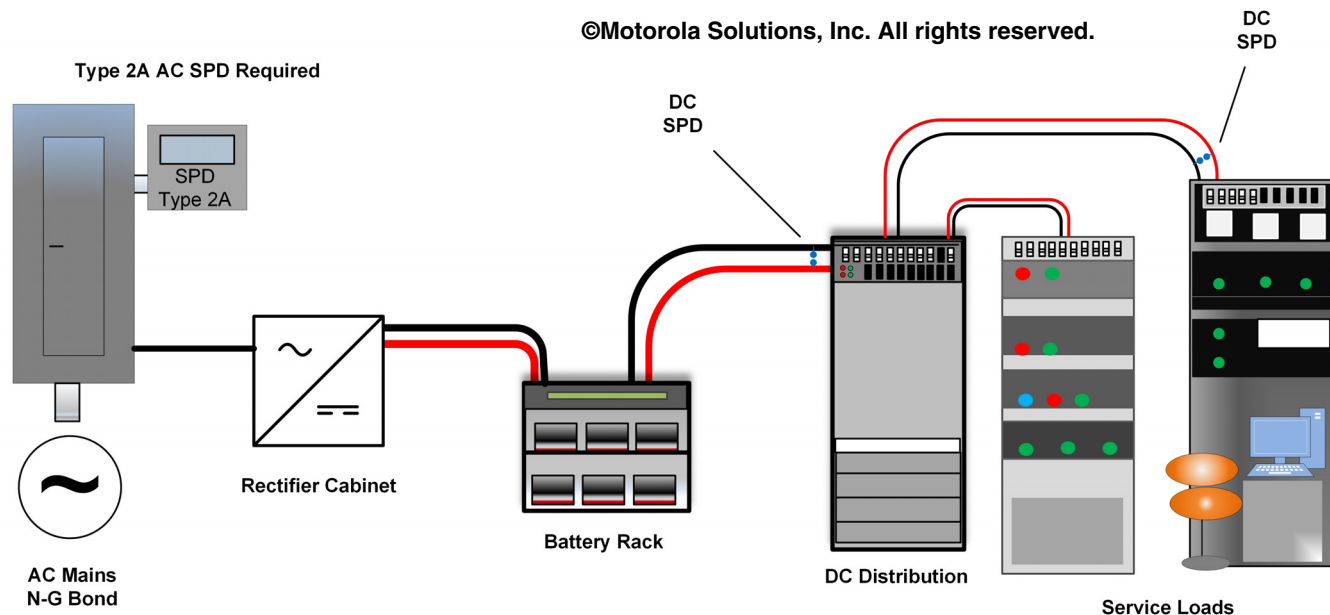 ©Motorola Solutions, Inc. All rights reserved.
DC
SPD
Type 2A AC SPD Required
DC
SPD
SPD
Type 2A
Rectifier Cabinet
Battery Rack
DC Distribution
AC Mains
N-G Bond
Service Loads